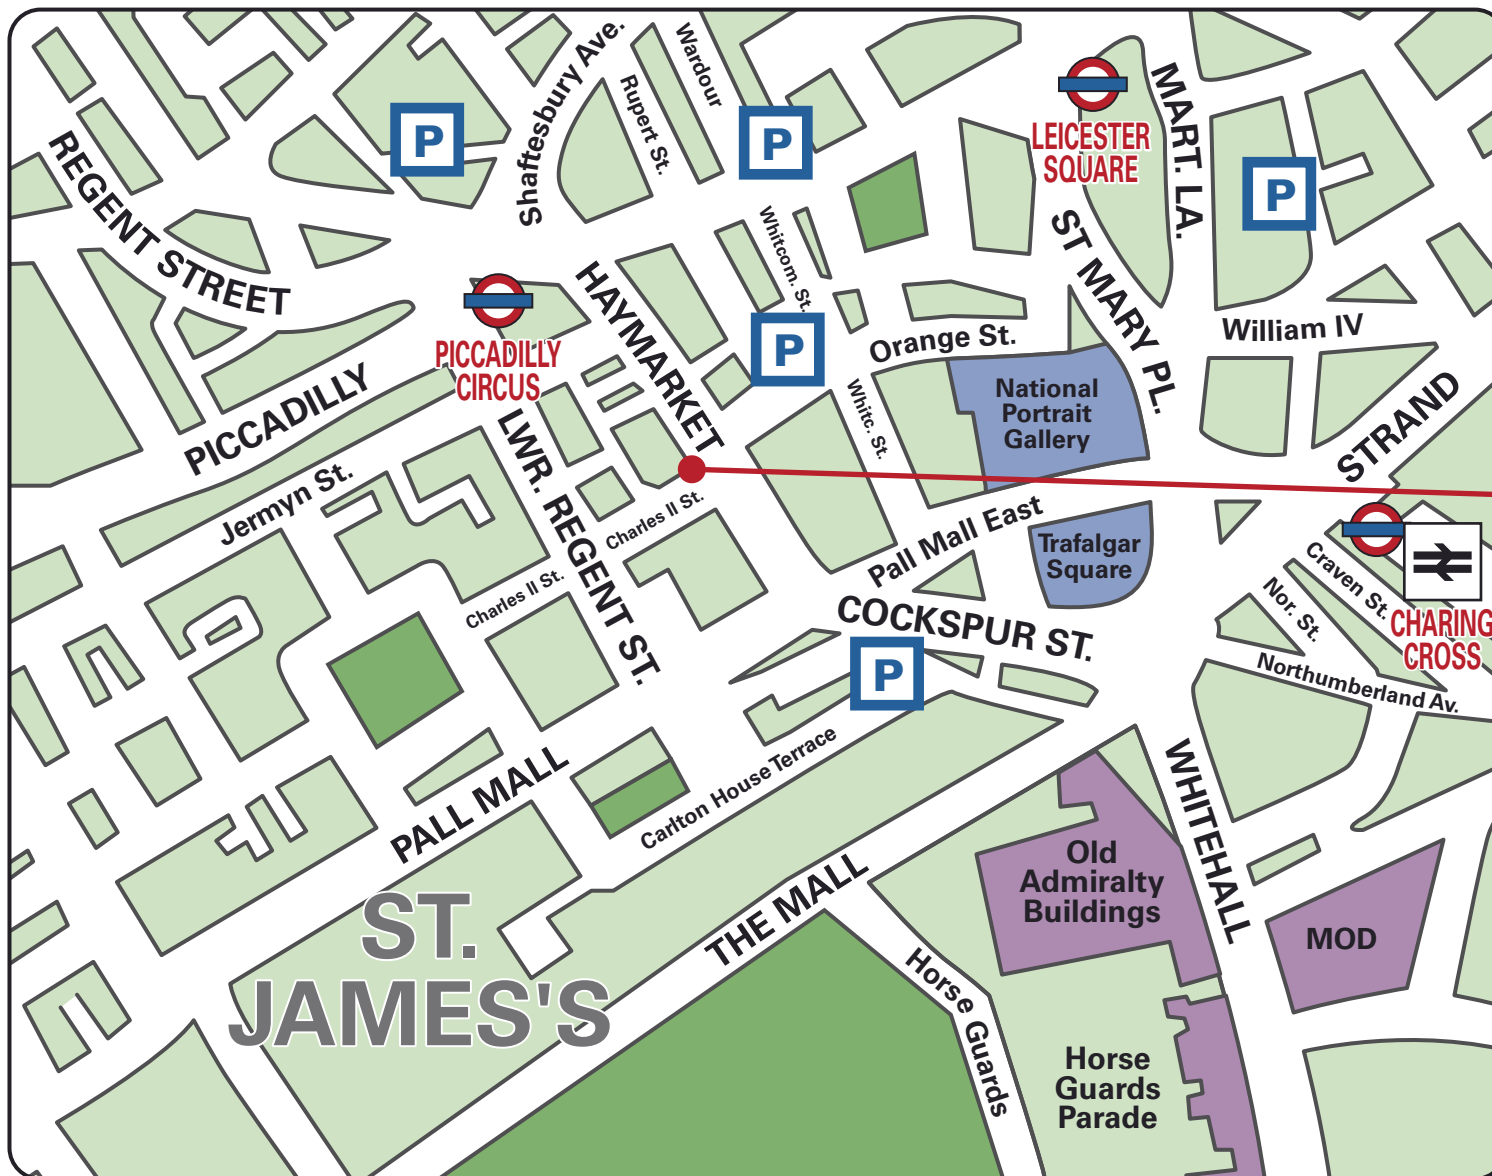 Shaftesbury Ave.
Wardour
Rupert St.
P
P
LEICESTER
SQUARE
MART. LA.
P
REGENT STREET
Whitcom. St.
ST MARY PL.
HAYMARKET
PICCADILLY
CIRCUS
P
Orange St.
William IV
PICCADILLY
Whitc. St.
National
Portrait
Gallery
STRAND
Jermyn St.
LWR. REGENT ST.
Charles II St.
Pall Mall East
Trafalgar
Square
Craven St.
Charles II St.
COCKSPUR ST.
Nor. St.
CHARING
CROSS
P
Northumberland Av.
PALL MALL
Carlton House Terrace
WHITEHALL
THE MALL
Old
Admiralty
Buildings
MOD
ST.
JAMES'S
Horse Guards
Horse
Guards
Parade